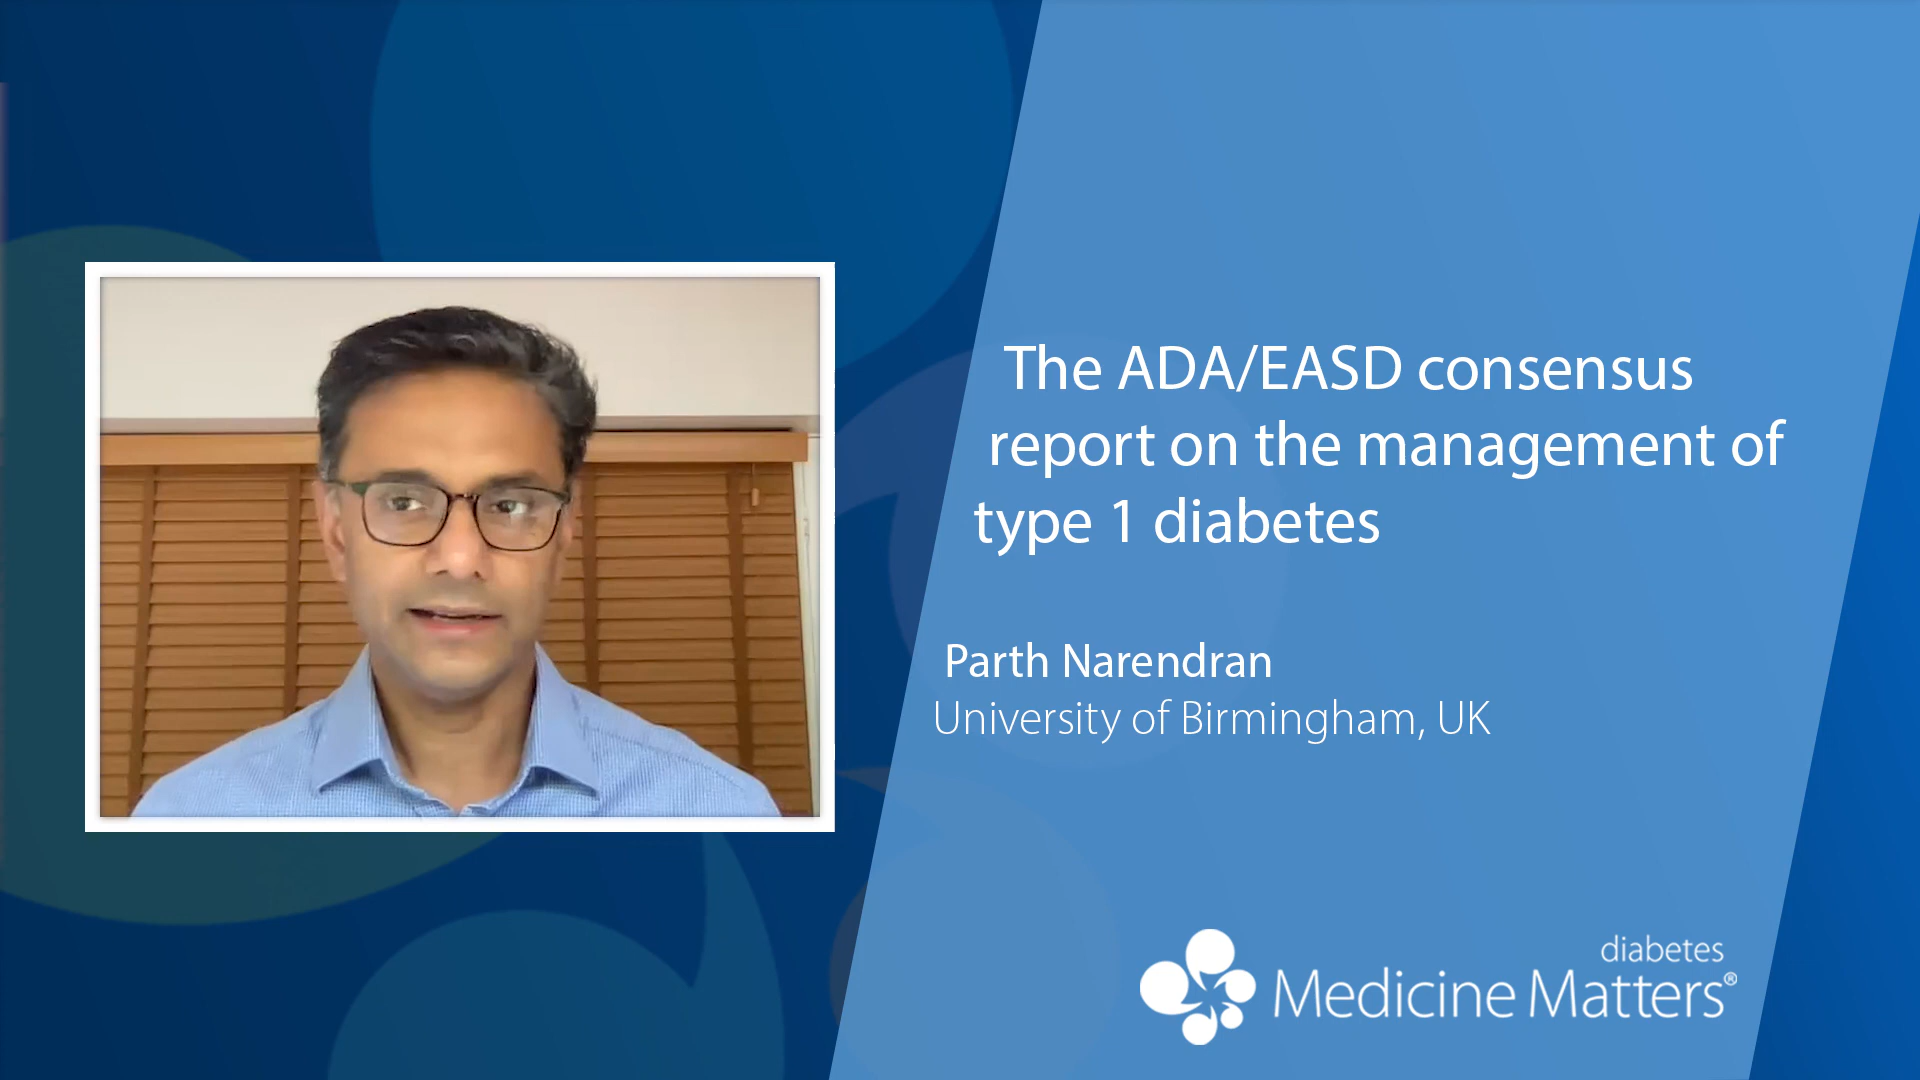 The ADA/EASD consensus
report on the management of
type 1 diabetes
Parth Narendran
University of Birmingham, UK
diabetes
Medicine Matters®